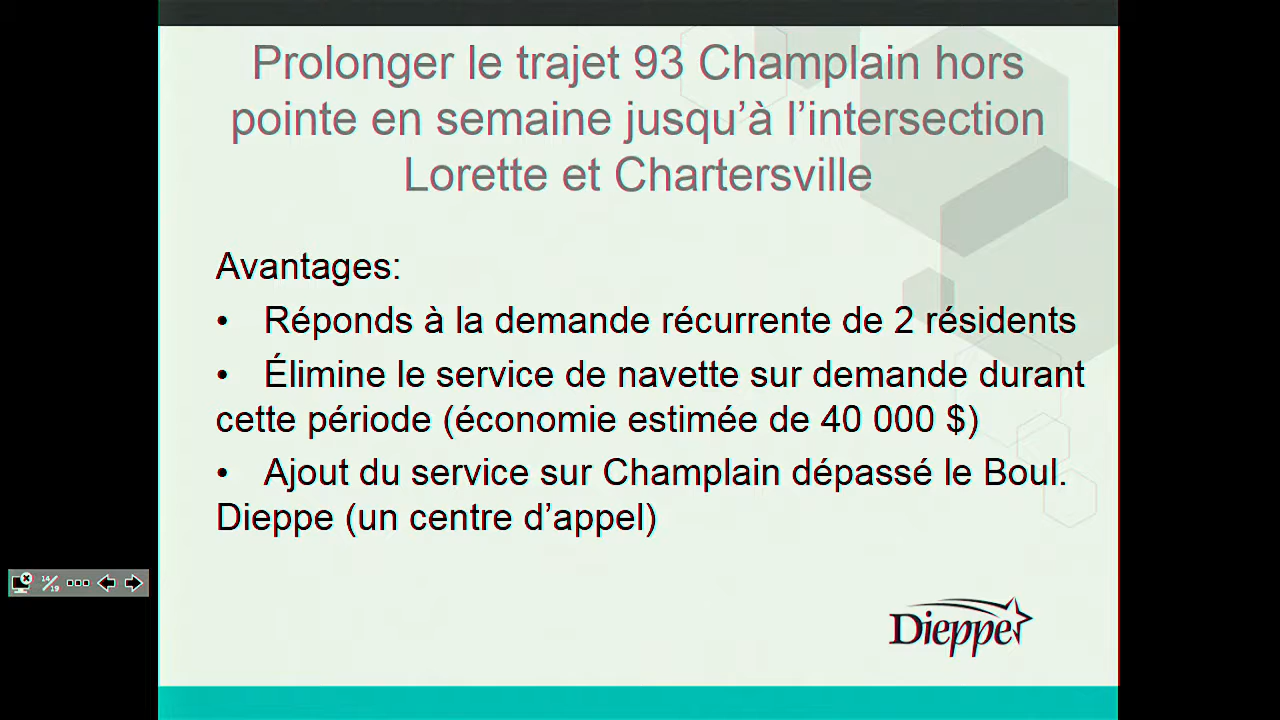 Prolonger le trajet 93 Champlain hors
pointe en semaine jusqu’à l’intersection
Lorette et Chartersville
Avantages:
• Réponds à la demande récurrente de 2 résidents
• Élimine le service de navette sur demande durant
cette période (économie estimée de 40 000 $)
• Ajout du service sur Champlain dépassé le Boul.
Dieppe (un centre d’appel)
14/19
Dieppe